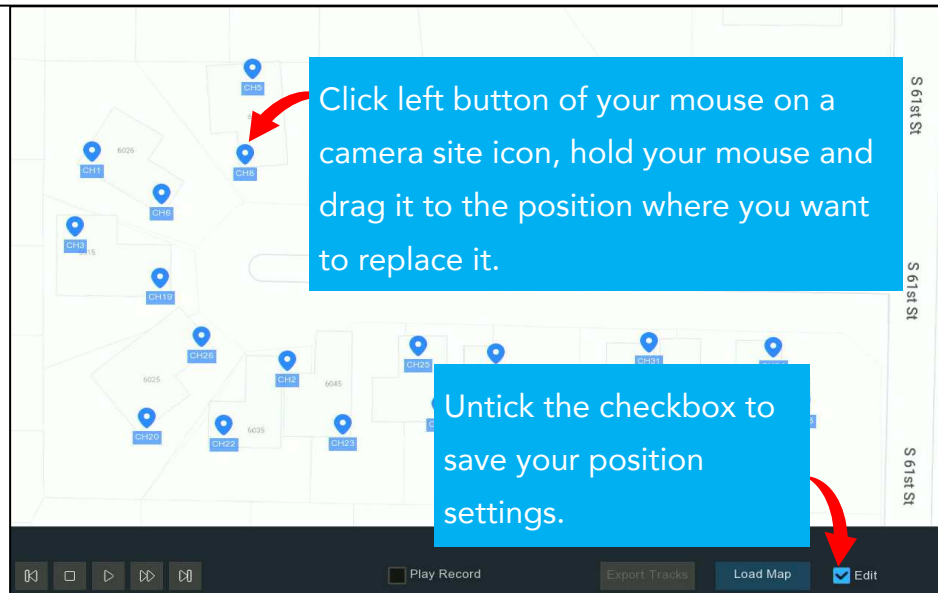 CH5
S 61st St
Click left button of your mouse on a
camera site icon, hold your mouse and
drag it to the position where you want
to replace it.
6026
CH1
CH8
CH6
CH3
S 61st St
CH19
CH26
CH2
CH25
CH31
6025
6045
Untick the checkbox to
save your position
settings.
CH20
CH22
6035
CH23
S 61st St
Play Record
Export Tracks
Load Map
Edit